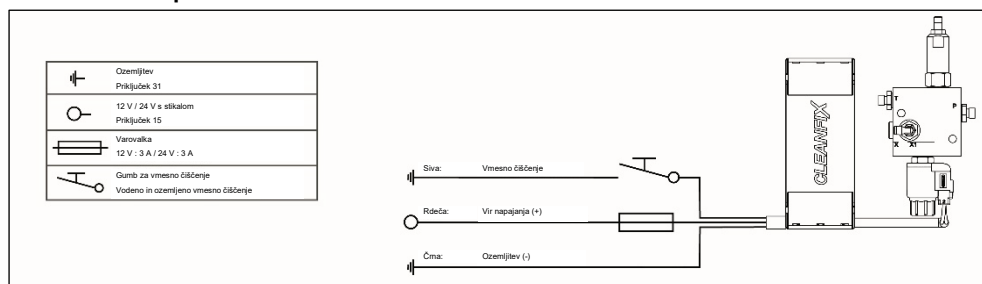 Ozemljitev
Priključek 31
12 V / 24 V s stikalom
Priključek 15
Varovalka
12 V : 3 A / 24 V : 3 A
Gumb za vmesno čiščenje
Vodeno in ozemljeno vmesno čiščenje
Siva: Vmesno čiščenje
Rdeča: Vir napajanja (+)
Črna: Ozemljitev (-)
CLEANFIX
T
P
X X1